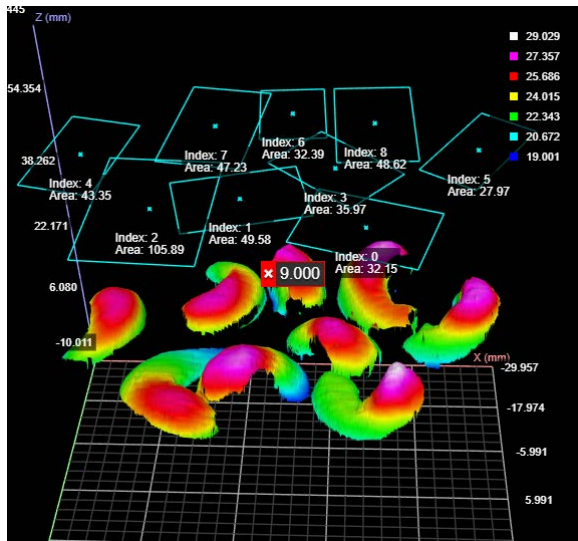 445
Z (mm)
29.029
27.357
25.686
24.015
22.343
20.672
19.001
54.354
Index: 6
Area: 32.39
Index: 7
Area: 47.23
Index: 8
Area: 48.62
38.262
Index: 4
Area: 43.35
Index: 5
Area: 27.97
Index: 3
Area: 35.97
22.171
Index: 2
Area: 105.89
Index: 1
Area: 49.58
Index: 0
Area: 32.15
9.000
6.080
-10.011
X (mm)
-29.957
-17.974
-5.991
5.991